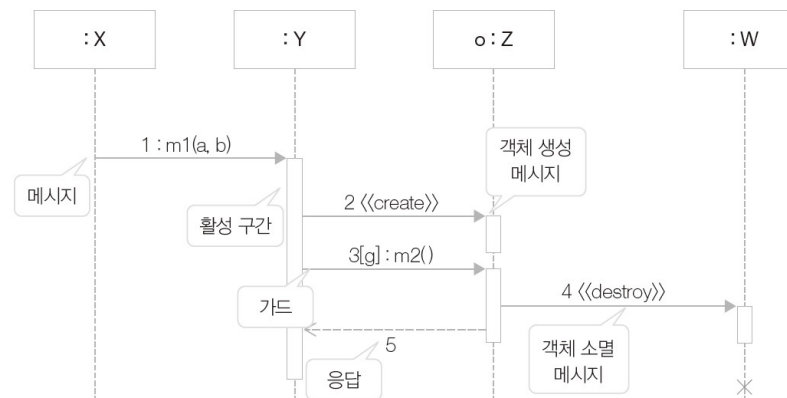 : X
: Y
o : Z
: W
1 : m1(a, b)
메시지
객체 생성
메시지
활성 구간
2 《create》
3[g] : m2( )
가드
4 《destroy》
5
응답
객체 소멸
메시지